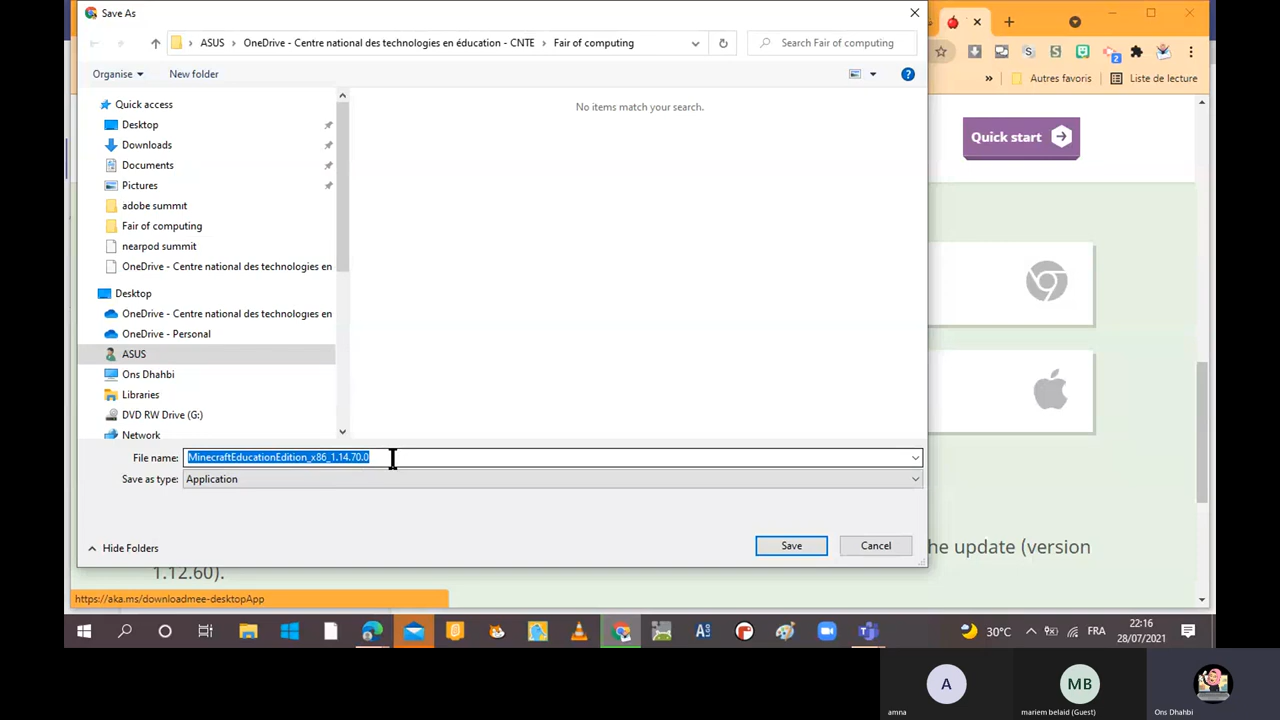 Save As
ASUS
OneDrive - Centre national des technologies en éducation - CNTE
Fair of computing
Search Fair of computing
Organise
New folder
Autres favoris
Liste de lecture
2
No items match your search.
Quick access
Desktop
Downloads
Documents
Pictures
adobe summit
Fair of computing
nearpod summit
OneDrive - Centre national des technologies en
Desktop
OneDrive - Personal
OneDrive - Centre national des technologies en
ASUS
Ons Dhahbi
Libraries
DVD RW Drive (G:)
Network
Quick start
File name:
MinecraftEducationEdition_x86_1.14.70.0
Save as type:
Application
Hide Folders
Save
Cancel
he update (version
1.12.60).
https://aka.ms/downloadmee-desktopApp
30°C
FRA
22:16
28/07/2021
A
MB
amna
mariem belaid (Guest)
Ons Dhahbi